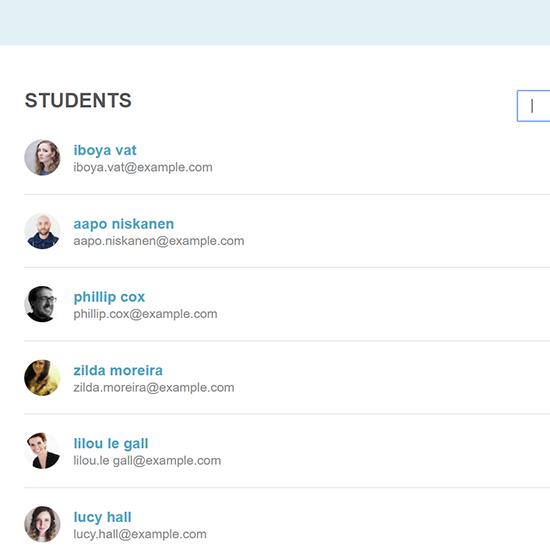 STUDENTS
iboya vat
iboya.vat@example.com
aapo niskanen
aapo.niskanen@example.com
phillip cox
phillip.cox@example.com
zilda moreira
zilda.moreira@example.com
lilou le gall
lilou.le gall@example.com
lucy hall
lucy.hall@example.com